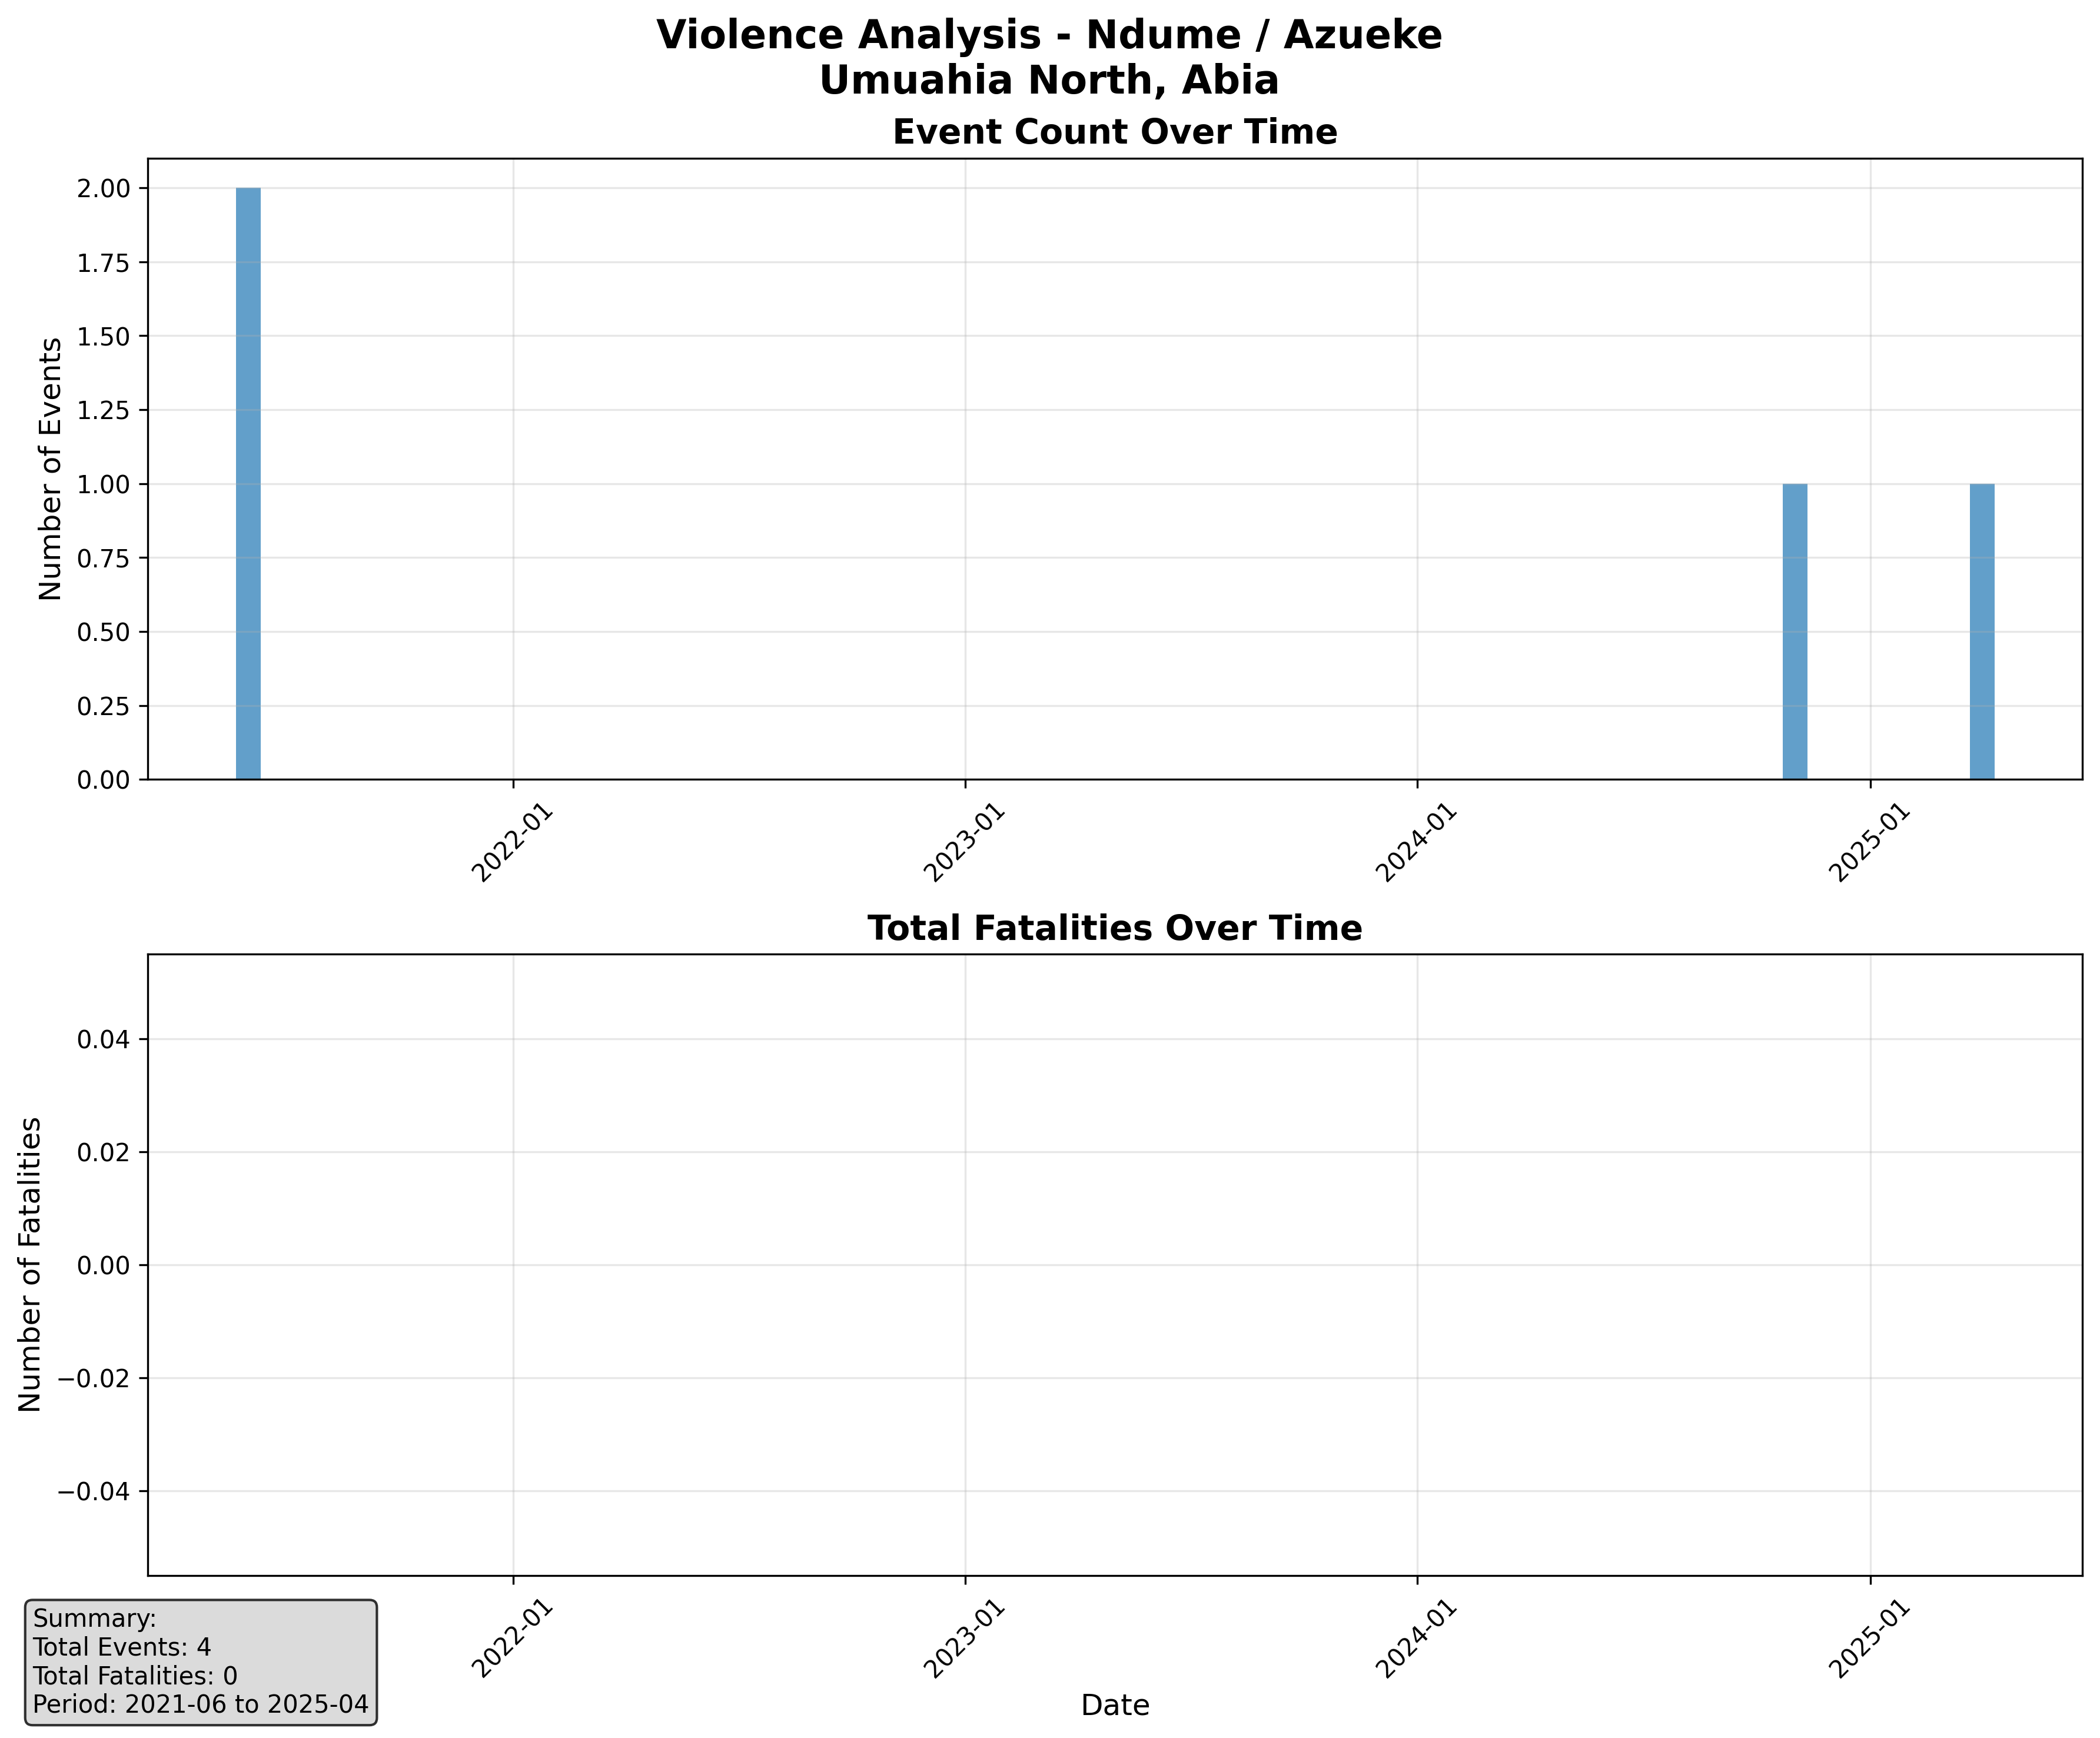 Violence Analysis - Ndume / Azueke
Umuahia North, Abia
Event Count Over Time
Number of Events
2.00
1.75
1.50
1.25
1.00
0.75
0.50
0.25
0.00
2022-01
2023-01
2024-01
2025-01
Total Fatalities Over Time
Number of Fatalities
0.04
0.02
0.00
−0.02
−0.04
2022-01
2023-01
2024-01
2025-01
Date
Summary:
Total Events: 4
Total Fatalities: 0
Period: 2021-06 to 2025-04